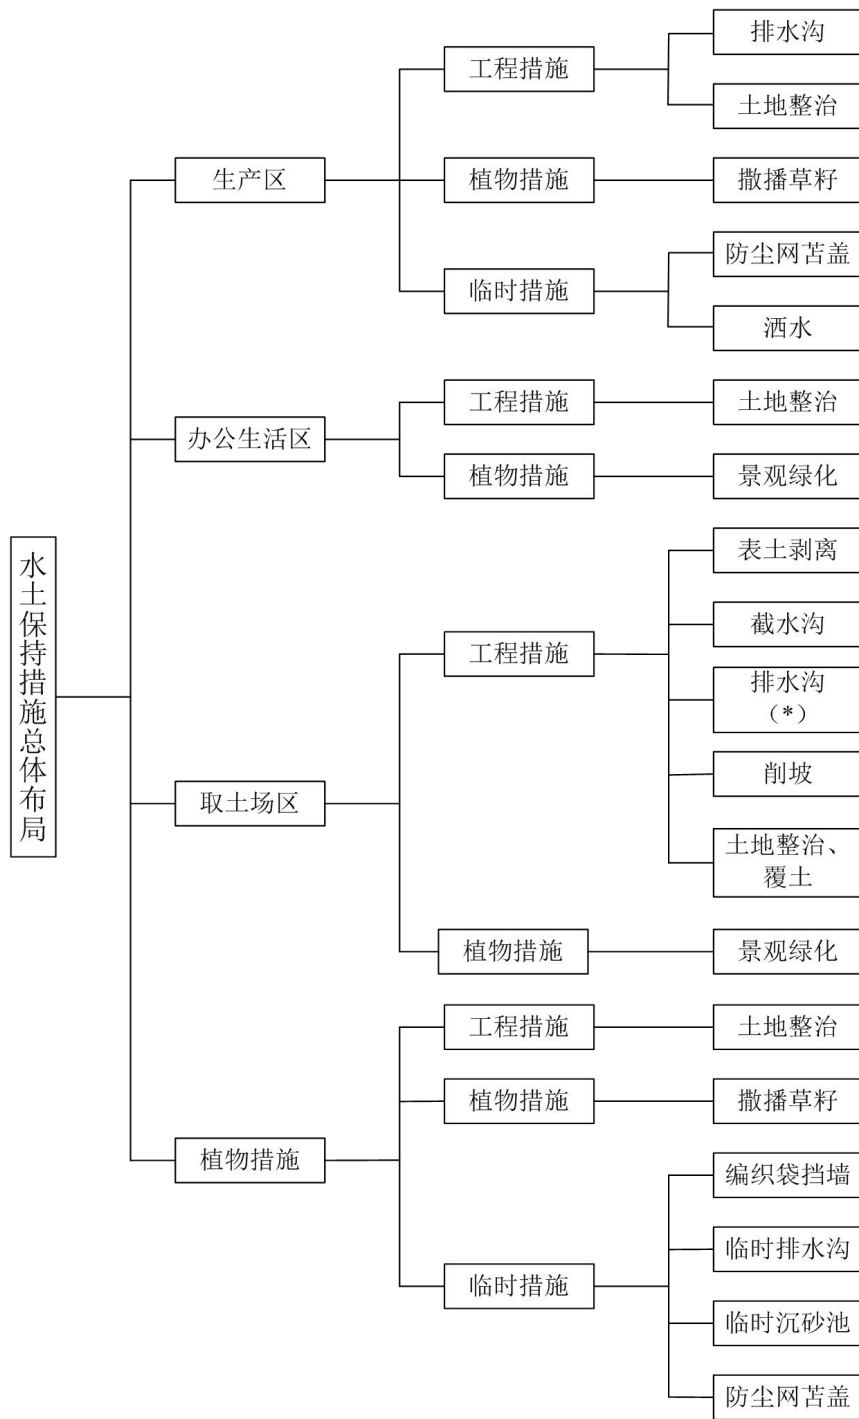 水土保持措施总体布局
生产区
工程措施
排水沟
土地整治
植物措施
撒播草籽
临时措施
防尘网苫盖
洒水
办公生活区
工程措施
土地整治
植物措施
景观绿化
取土场区
工程措施
表土剥离
截水沟
排水沟
(*)
削坡
土地整治、
覆土
植物措施
景观绿化
植物措施
工程措施
土地整治
植物措施
撒播草籽
临时措施
编织袋挡墙
临时排水沟
临时沉砂池
防尘网苫盖